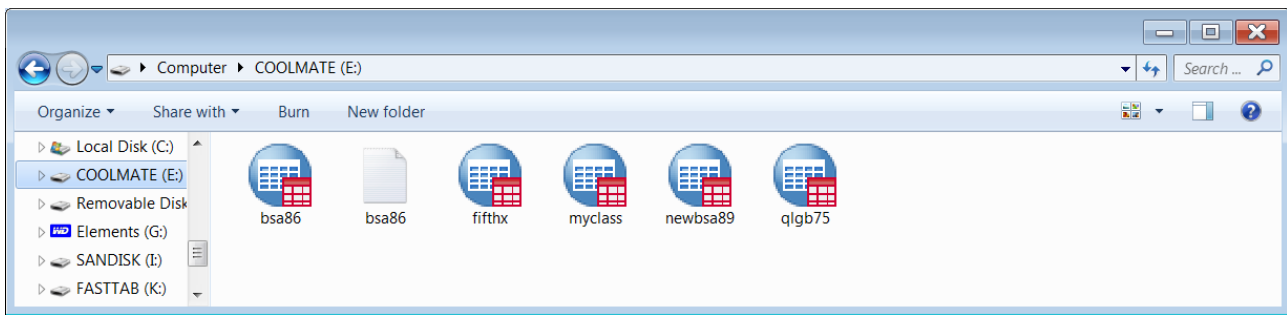 Computer COOLMATE (E:) Search ...
Organize Share with Burn New folder
Local Disk (C:)
COOLMATE (E:)
Removable Disk
WD Elements (G:)
SANDISK (I:)
FASTTAB (K:)
bsa86 bsa86 fifthx myclass newbsa89 qlgb75